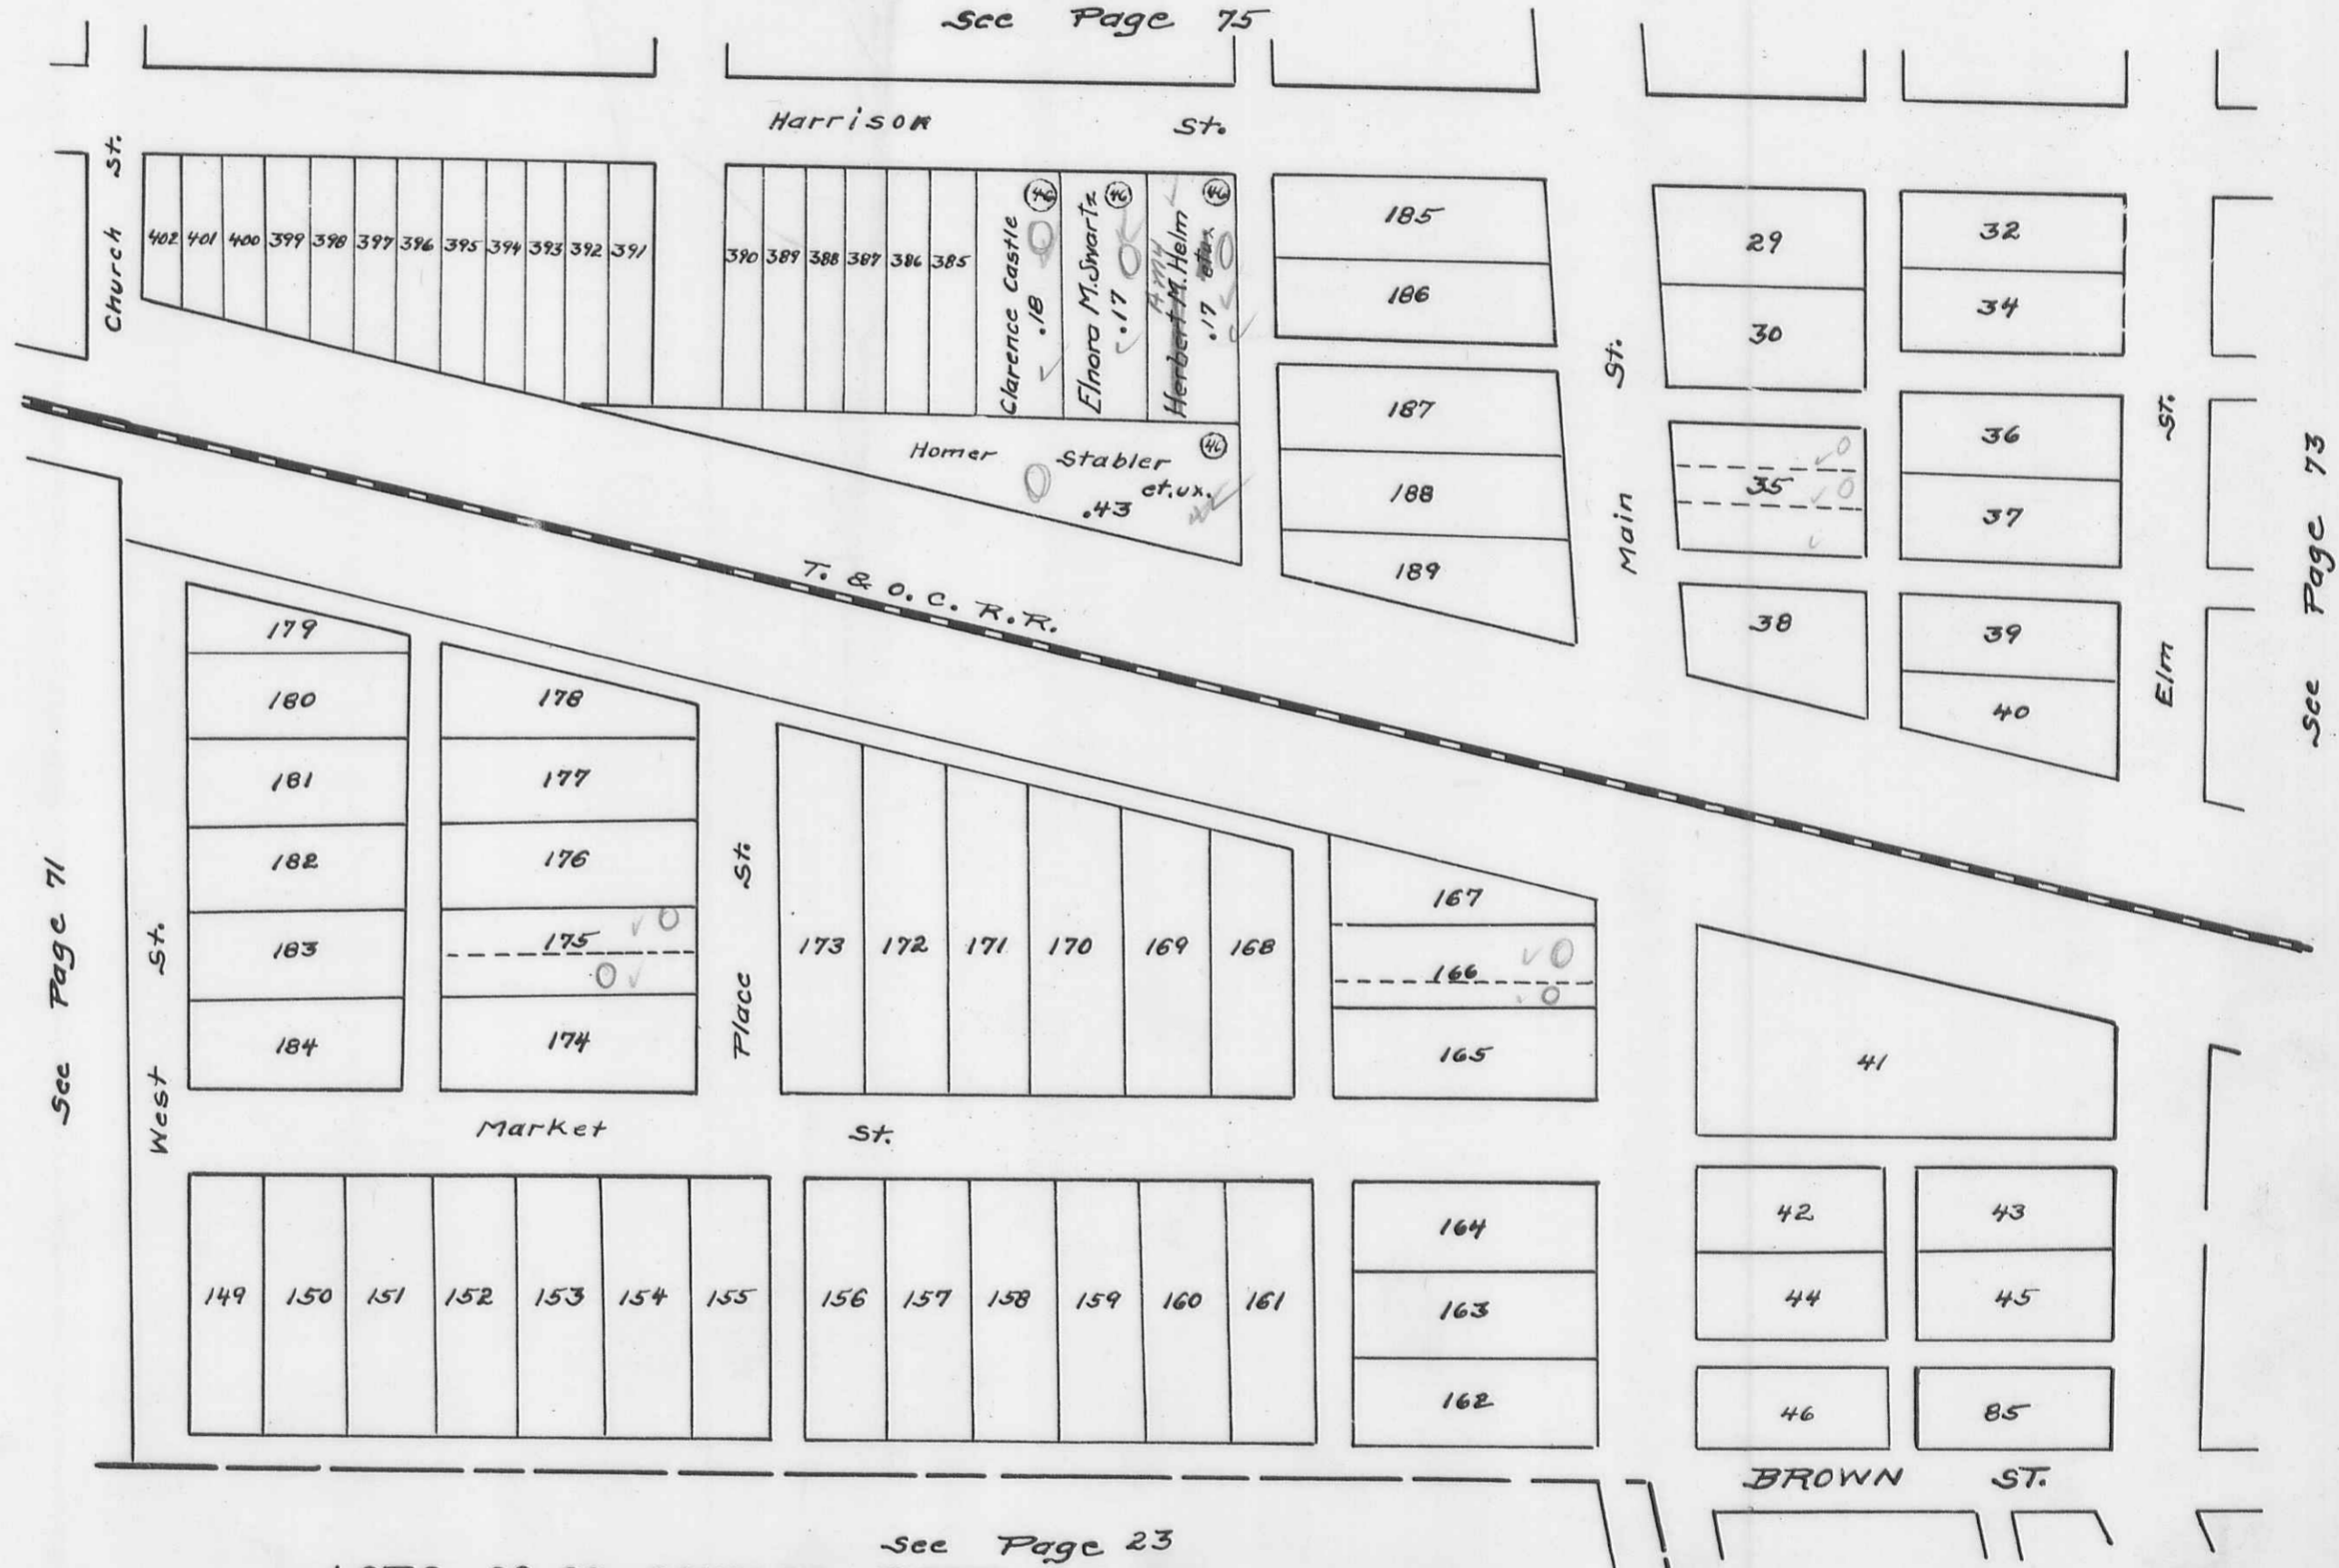 See Page 75
Harrison St.
Church St.
402 401 400 399 398 397 396 395 394 393 392 391
390 389 388 387 386 385
Clarence Castle
.18
46
Elnora M. Swartz
.17
46
Herbert M. Helm
Amy
et ux
.17
46
Homer Stabler
et.ux.
.43
46
185
186
187
188
189
Main St.
29
30
35
38
32
34
36
37
39
40
Elm St.
See Page 73
T. & O. C. R.R.
See Page 71
West St.
179
180
181
182
183
184
178
177
176
175
174
Place St.
173 172 171 170 169 168
167
166
165
41
Market St.
149 150 151 152 153 154 155
156 157 158 159 160 161
164
163
162
42
44
46
43
45
85
BROWN ST.
See Page 23